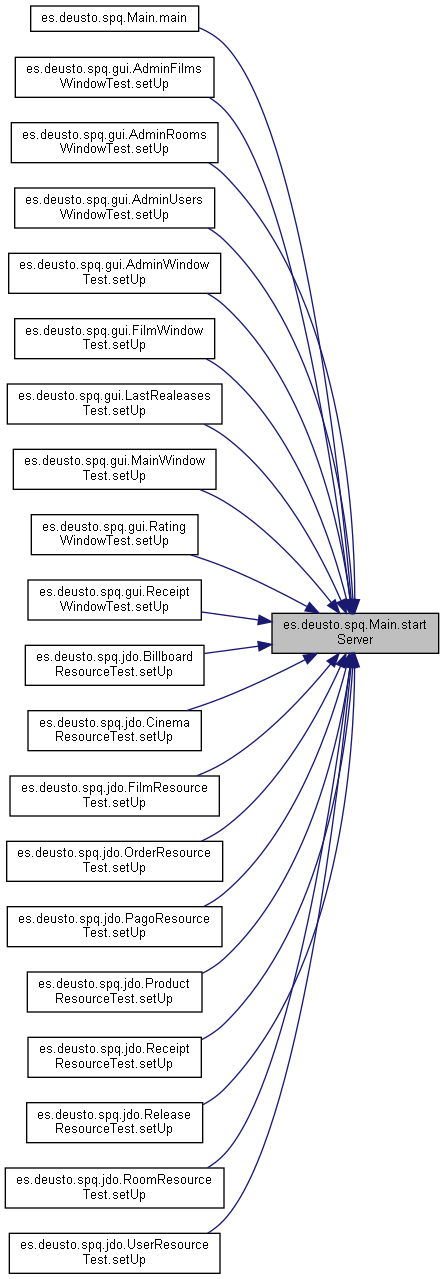 es.deusto.spq.Main.main
es.deusto.spq.gui.AdminFilms
WindowTest.setUp
es.deusto.spq.gui.AdminRooms
WindowTest.setUp
es.deusto.spq.gui.AdminUsers
WindowTest.setUp
es.deusto.spq.gui.AdminWindow
Test.setUp
es.deusto.spq.gui.FilmWindow
Test.setUp
es.deusto.spq.gui.LastRealeases
Test.setUp
es.deusto.spq.gui.MainWindow
Test.setUp
es.deusto.spq.gui.Rating
WindowTest.setUp
es.deusto.spq.gui.Receipt
WindowTest.setUp
es.deusto.spq.Main.start
Server
es.deusto.spq.jdo.Billboard
ResourceTest.setUp
es.deusto.spq.jdo.Cinema
ResourceTest.setUp
es.deusto.spq.jdo.FilmResource
Test.setUp
es.deusto.spq.jdo.OrderResource
Test.setUp
es.deusto.spq.jdo.PagoResource
Test.setUp
es.deusto.spq.jdo.Product
ResourceTest.setUp
es.deusto.spq.jdo.Receipt
ResourceTest.setUp
es.deusto.spq.jdo.Release
ResourceTest.setUp
es.deusto.spq.jdo.RoomResource
Test.setUp
es.deusto.spq.jdo.UserResource
Test.setUp